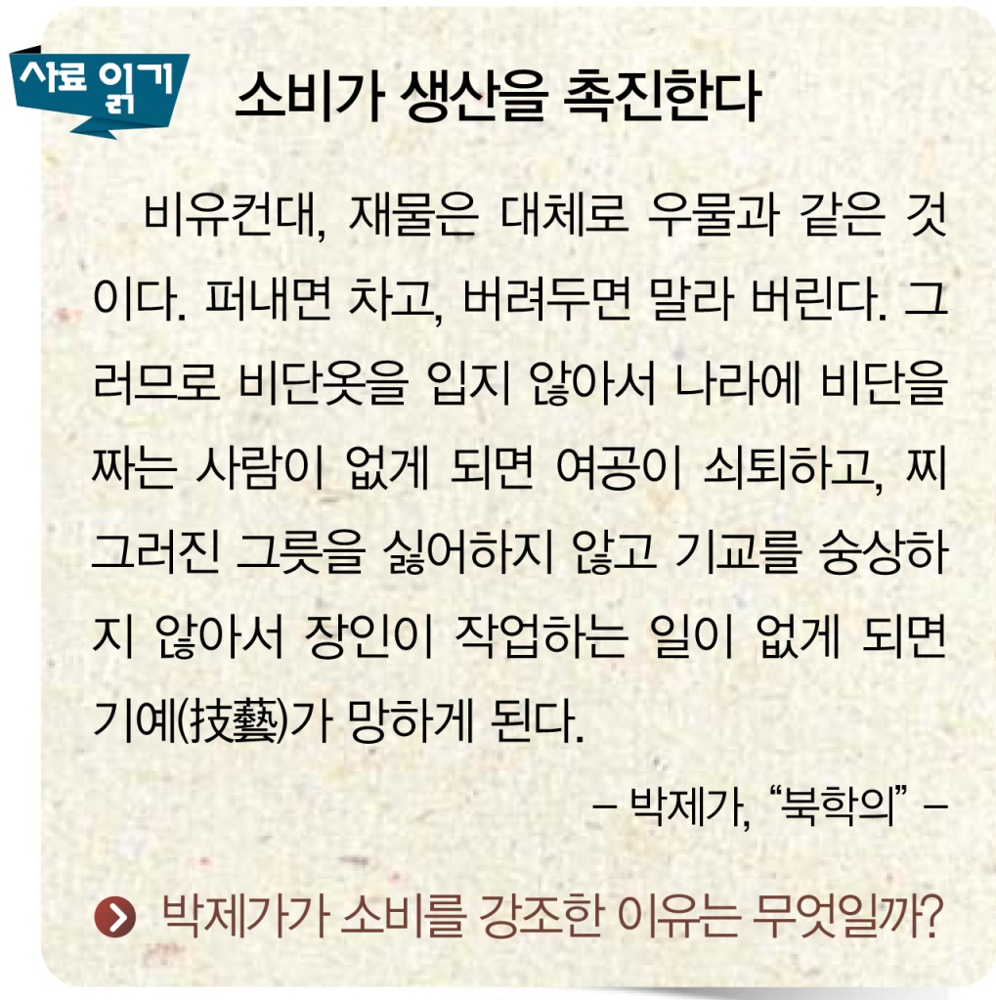 사료 읽기
소비가 생산을 촉진한다
비유컨대, 재물은 대체로 우물과 같은 것
이다. 퍼내면 차고, 버려두면 말라 버린다. 그
러므로 비단옷을 입지 않아서 나라에 비단을
짜는 사람이 없게 되면 여공이 쇠퇴하고, 찌
그러진 그릇을 싫어하지 않고 기교를 숭상하
지 않아서 장인이 작업하는 일이 없게 되면
기예(技藝)가 망하게 된다.
– 박제가, “북학의” –
박제가가 소비를 강조한 이유는 무엇일까?